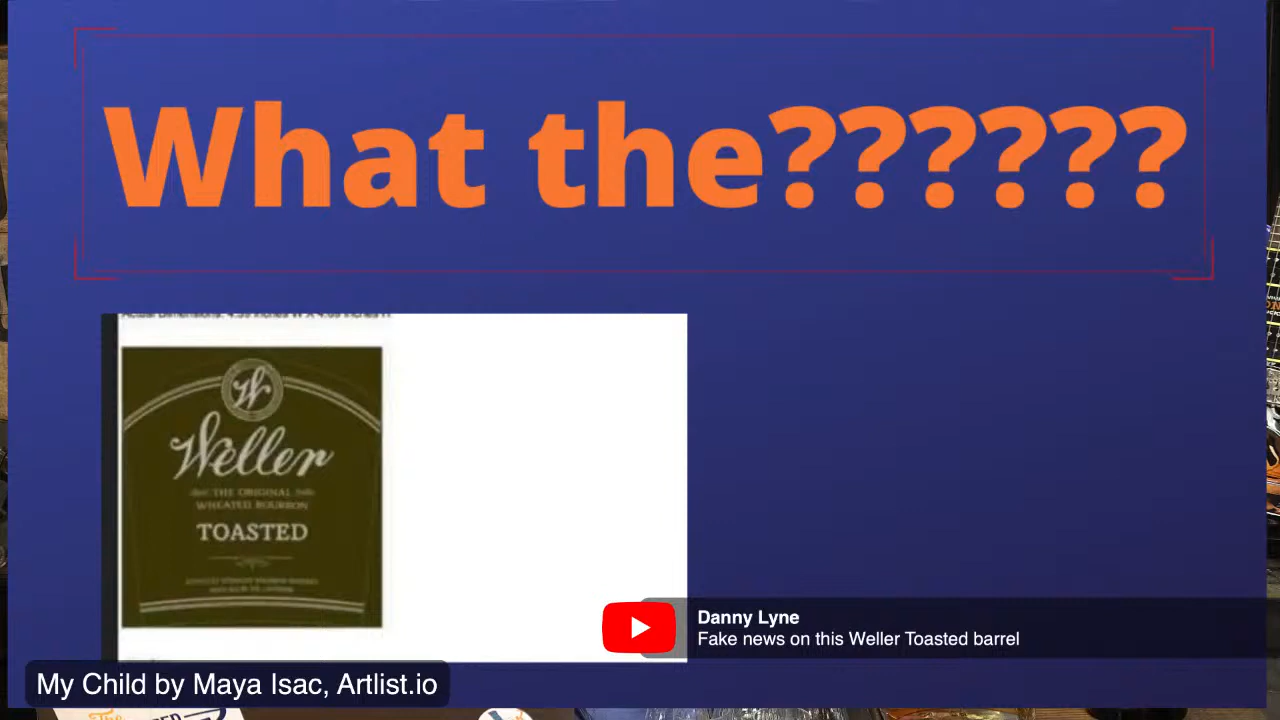 What the??????
W
Weller
THE ORIGINAL
WHEATED BOURBON
TOASTED
Danny Lyne
Fake news on this Weller Toasted barrel
My Child by Maya Isac, Artlist.io